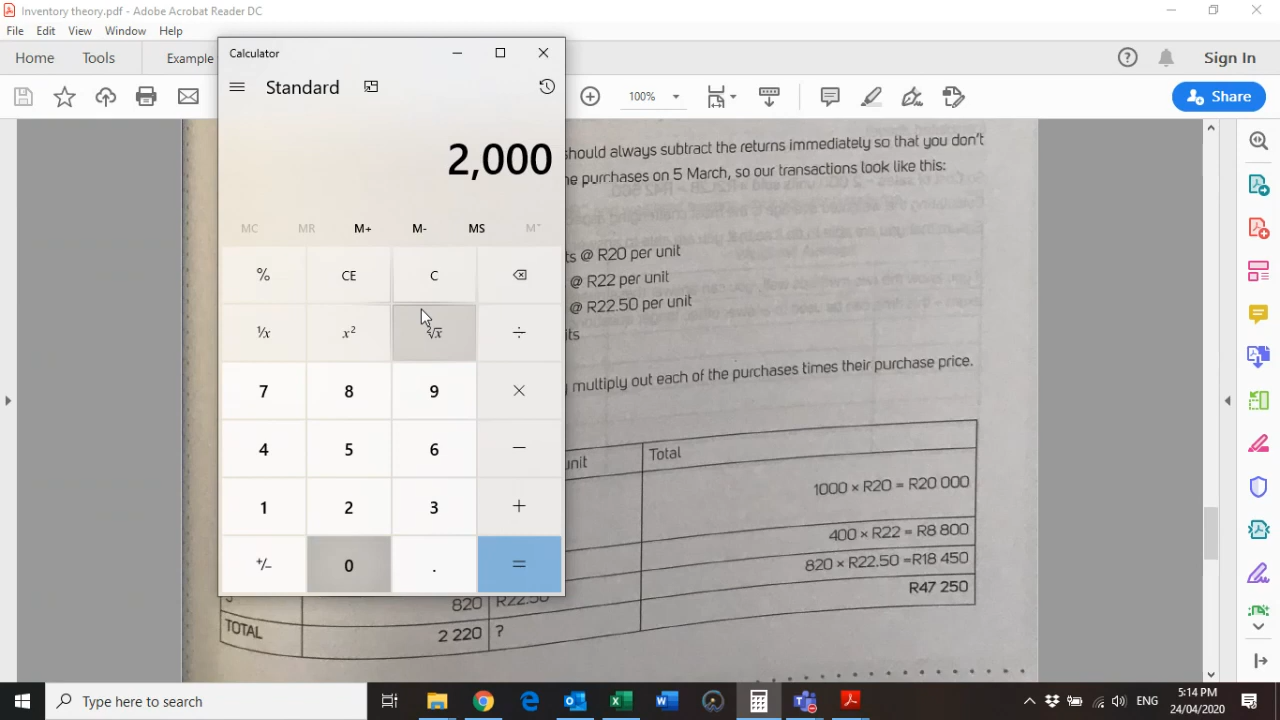 Inventory theory.pdf - Adobe Acrobat Reader DC
File Edit View Window Help
Home Tools Example
Sign In
100%
Share
Calculator
Standard
2,000
MC MR M+ M- MS M˅
% CE C
⅟x x² ²√x ÷
7 8 9 ×
4 5 6 −
1 2 3 +
+/− 0 . =
should always subtract the returns immediately so that you don't
he purchases on 5 March, so our transactions look like this:
ts @ R20 per unit
@ R22 per unit
@ R22.50 per unit
its
multiply out each of the purchases times their purchase price.
unit Total
1000 × R20 = R20 000
400 × R22 = R8 800
820 × R22.50 =R18 450
R47 250
820 R22.50
TOTAL 2 220 ?
Type here to search
ENG
5:14 PM
24/04/2020